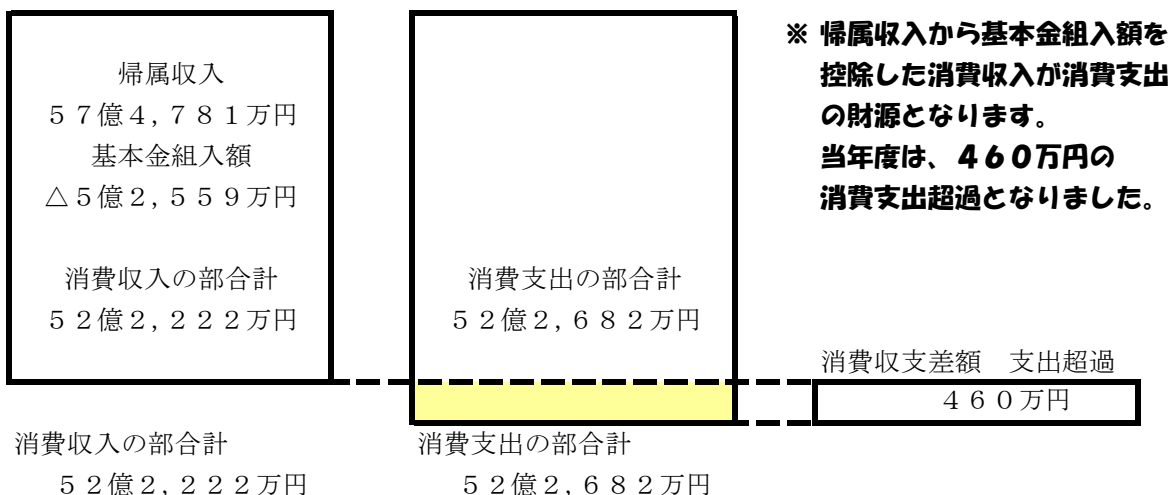 帰属収入
５７億４,７８１万円
基本金組入額
△５億２,５５９万円
消費収入の部合計
５２億２,２２２万円
消費支出の部合計
５２億２,６８２万円
※ 帰属収入から基本金組入額を
控除した消費収入が消費支出
の財源となります。
当年度は、４６０万円の
消費支出超過となりました。
消費収支差額　支出超過
４６０万円
消費収入の部合計
５２億２,２２２万円
消費支出の部合計
５２億２,６８２万円